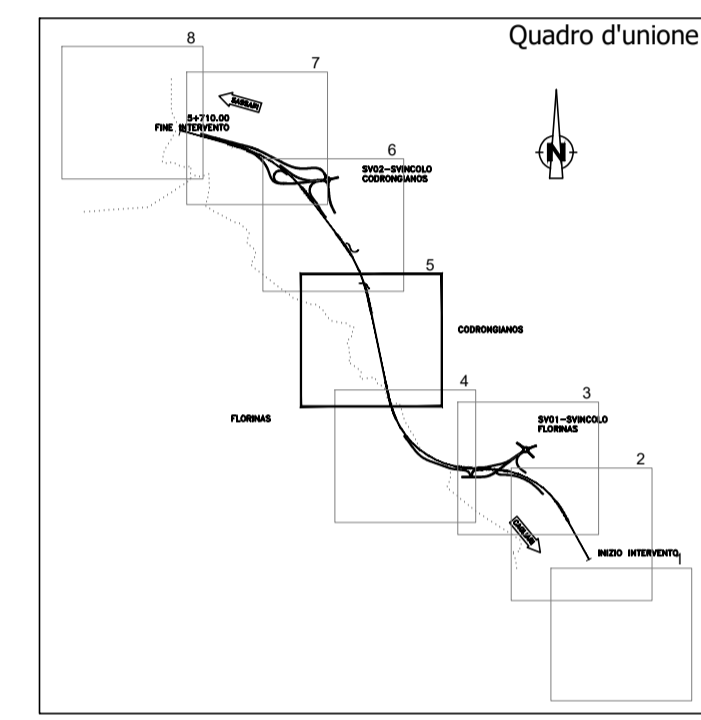 Quadro d'unione
8
7
SASSARI
5+710.00
FINE INTERVENTO
N
6
SV02-SVINCOLO
CODRONGIANOS
5
CODRONGIANOS
4
3
FLORINAS
SV01-SVINCOLO
FLORINAS
2
CAGLIARI
INIZIO INTERVENTO
1